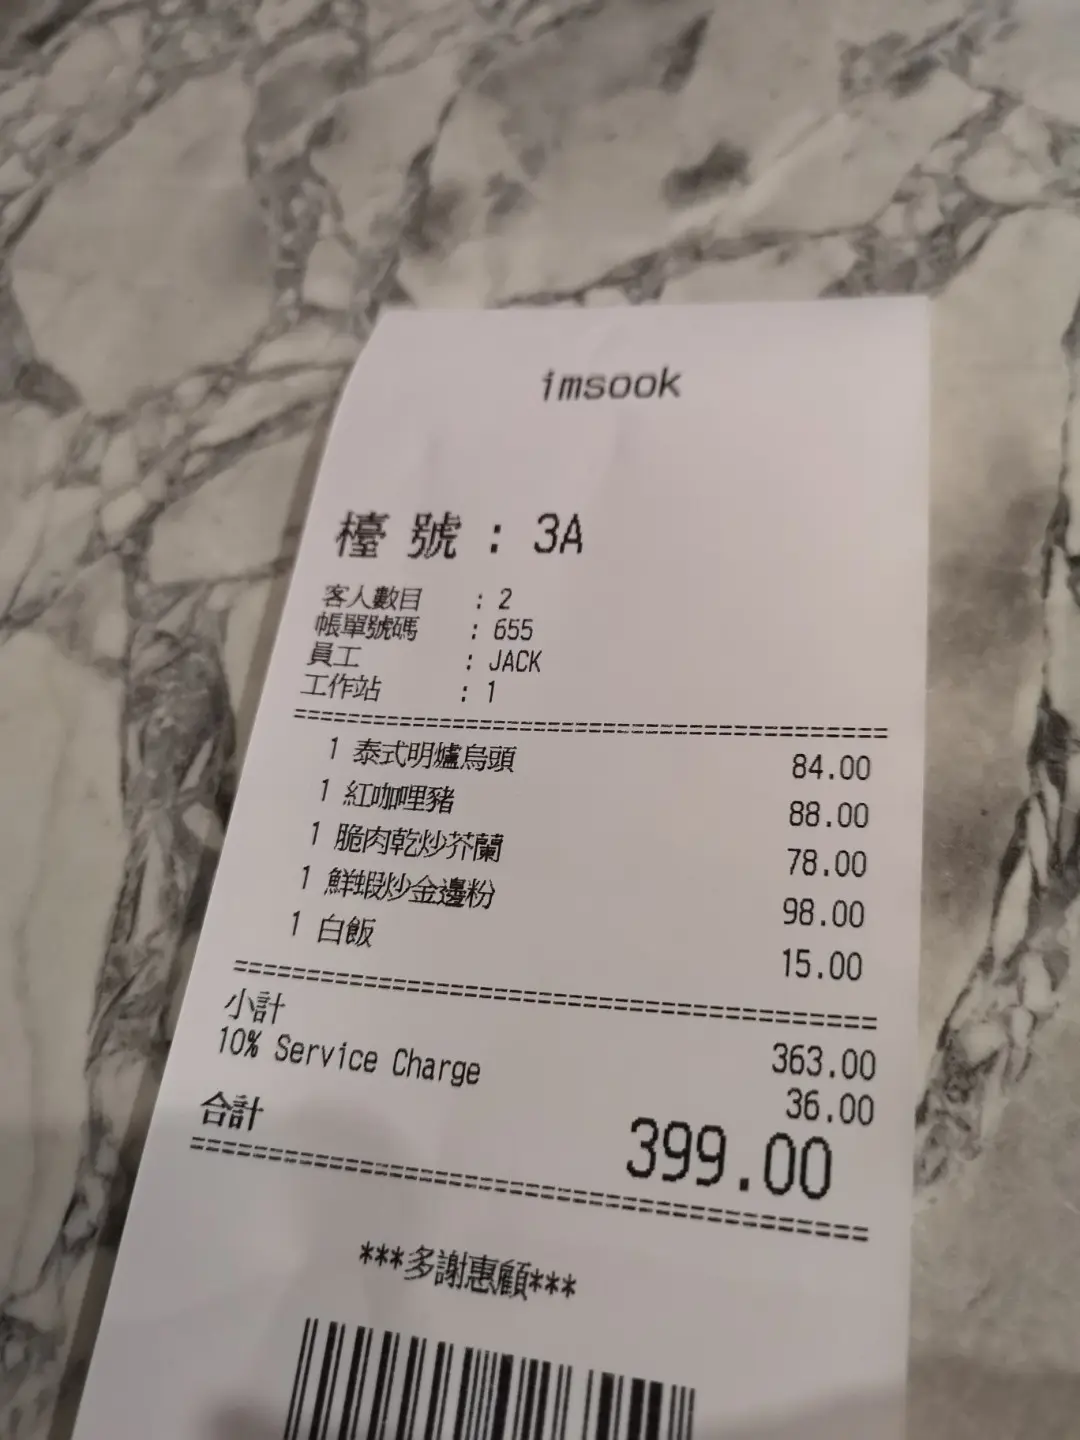 imsook
檯號 : 3A
客人數目 : 2
帳單號碼 : 655
員工 : JACK
工作站 : 1
1 泰式明爐烏頭 84.00
1 紅咖哩豬 88.00
1 脆肉乾炒芥蘭 78.00
1 鮮蝦炒金邊粉 98.00
1 白飯 15.00
小計 363.00
10% Service Charge 36.00
合計 399.00
***多謝惠顧***